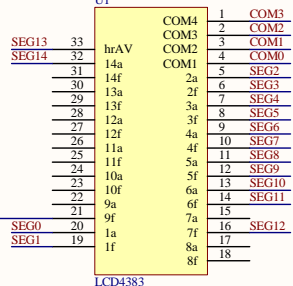 U1
COM4 1 COM3
COM3 2 COM2
SEG13 33 hrAV COM2 3 COM1
SEG14 32 14a COM1 4 COM0
31 14f 2a 5 SEG2
30 13a 2f 6 SEG3
29 13f 3a 7 SEG4
28 12a 3f 8 SEG5
27 12f 4a 9 SEG6
26 11a 4f 10 SEG7
25 11f 5a 11 SEG8
24 10a 5f 12 SEG9
23 10f 6a 13 SEG10
22 9a 6f 14 SEG11
21 9f 7a 15
SEG0 20 1a 7f 16 SEG12
SEG1 19 1f 8a 17
8f 18
LCD4383